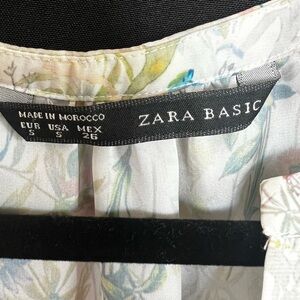 MADE IN MOROCCO
EUR USA MEX
S S 26
ZARA BASIC